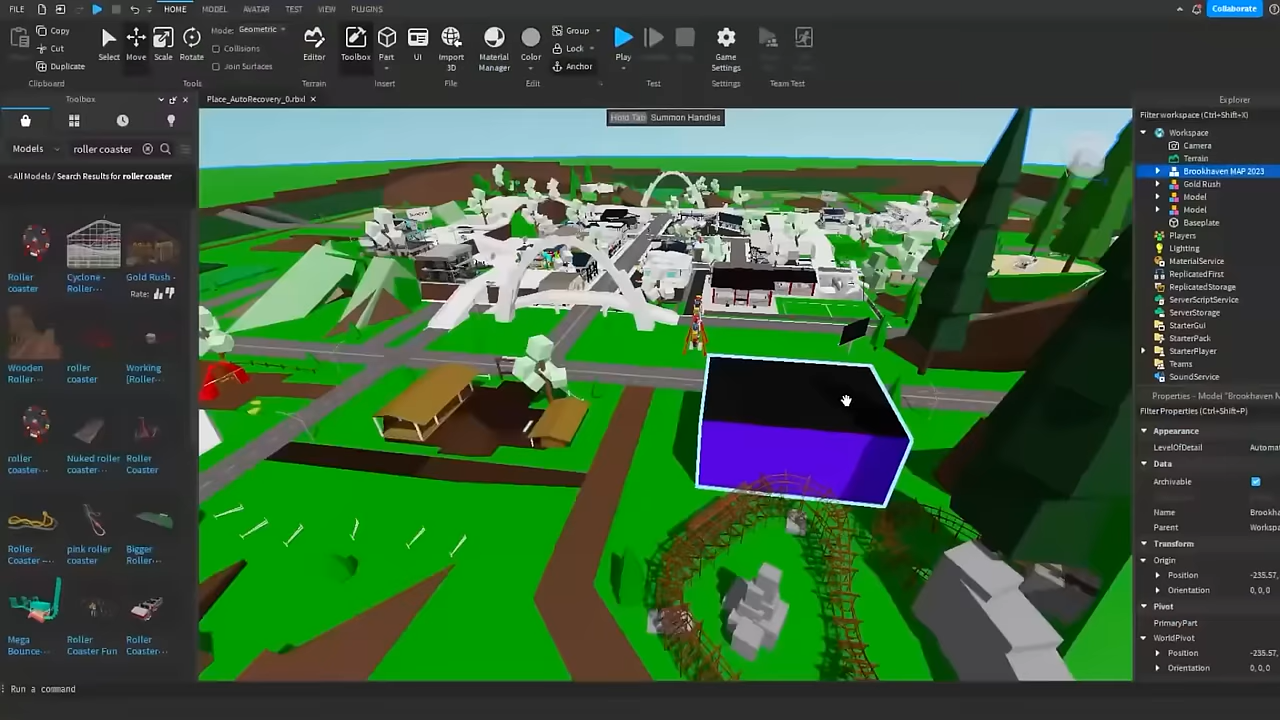 FILE HOME MODEL AVATAR TEST VIEW PLUGINS Collaborate
Copy Mode: Geometric Group
Cut Collisions Lock
Duplicate Join Surfaces Anchor
Select Move Scale Rotate Editor Toolbox Part UI Import 3D Material Manager Color Play Game Settings
Clipboard Tools Terrain Insert File Edit Test Settings Team Test
Toolbox
Place_AutoRecovery_0.rbxl
Hold Tab Summon Handles
Models roller coaster
<All Models / Search Results for roller coaster
Roller coaster
Cyclone - Roller...
Gold Rush -
Rate:
Wooden Roller...
roller coaster
Working [Roller...
roller coaster...
Nuked roller coaster...
Roller Coaster
Roller Coaster ...
pink roller coaster
Bigger Roller...
Mega Bounce...
Roller Coaster Fun
Roller Coaster...
Run a command
Explorer
Filter workspace (Ctrl+Shift+X)
Workspace
Camera
Terrain
Brookhaven MAP 2023
Gold Rush
Model
Model
Baseplate
Players
Lighting
MaterialService
ReplicatedFirst
ReplicatedStorage
ServerScriptService
ServerStorage
StarterGui
StarterPack
StarterPlayer
Teams
SoundService
Properties - Model "Brookhaven M
Filter Properties (Ctrl+Shift+P)
Appearance
LevelOfDetail Automa
Data
Archivable
Name Brookha
Parent Worksp
Transform
Origin
Position -235.57,
Orientation 0, 0, 0
Pivot
PrimaryPart
WorldPivot
Position -235.57,
Orientation 0, 0, 0